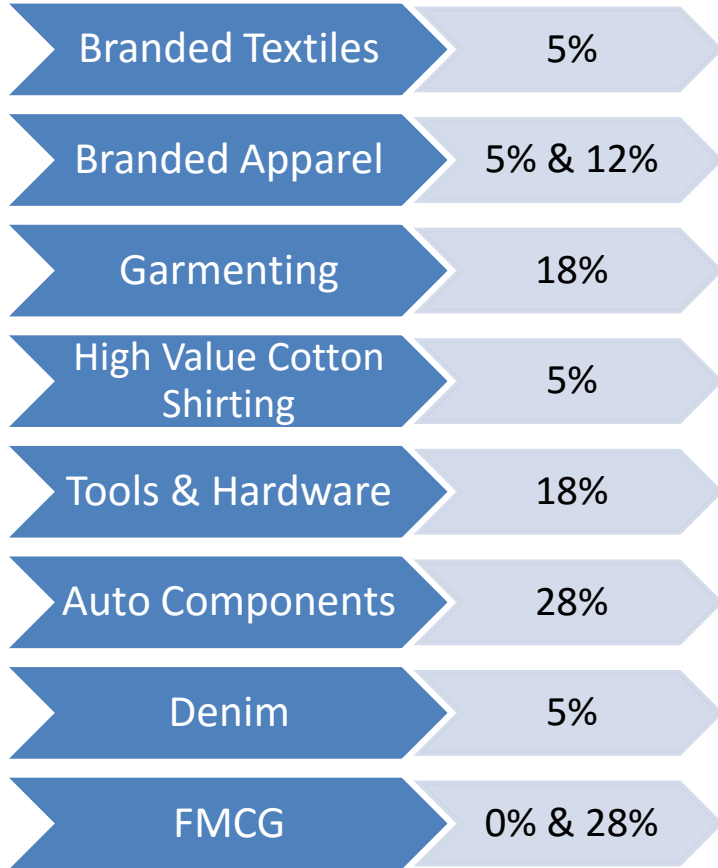 Branded Textiles 5%
Branded Apparel 5% & 12%
Garmenting 18%
High Value Cotton
Shirting 5%
Tools & Hardware 18%
Auto Components 28%
Denim 5%
FMCG 0% & 28%